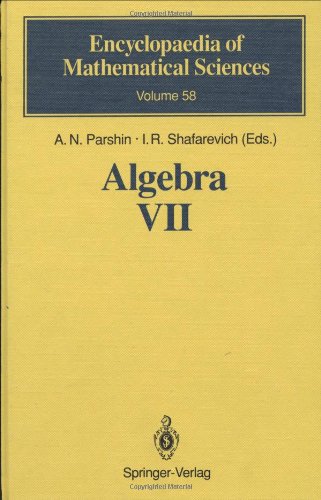 Encyclopaedia of
Mathematical Sciences
Volume 58
A. N. Parshin · I. R. Shafarevich (Eds.)
Algebra
VII
Springer-Verlag